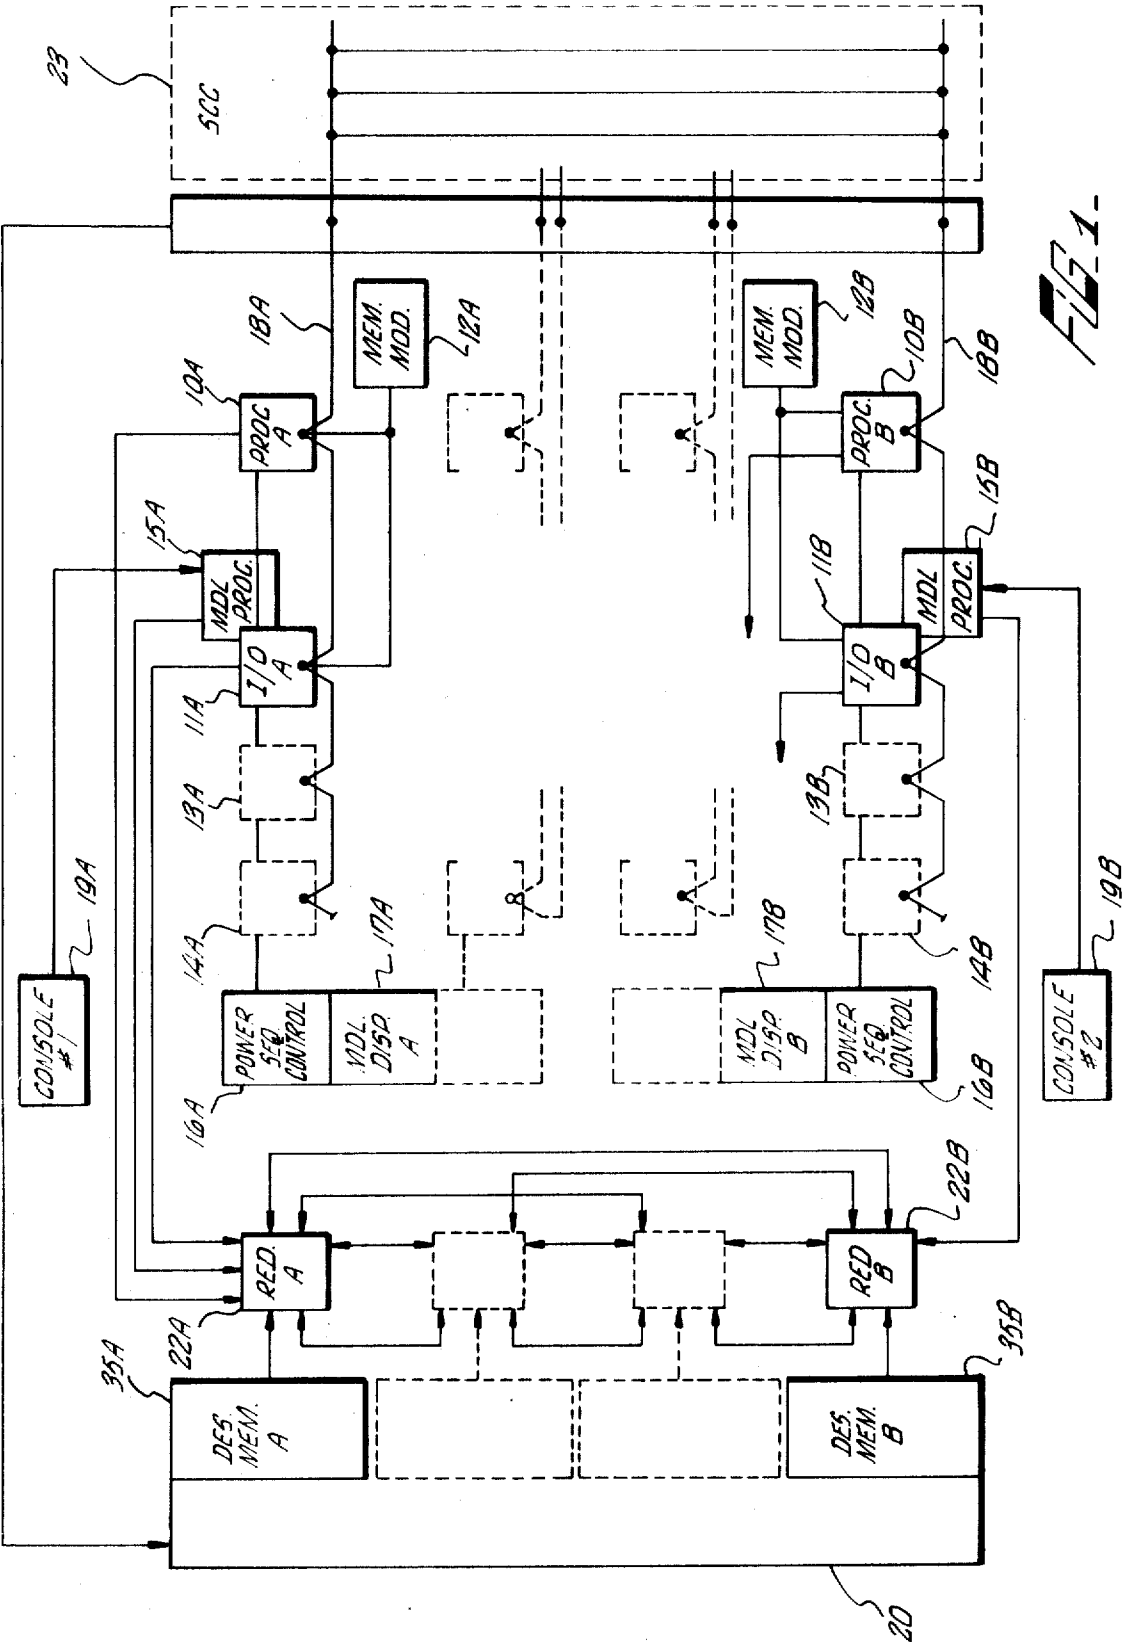 23
SCC
FIG_1_
18A
10A
PROC.
A
MEM.
MOD.
12A
MEM.
MOD.
12B
10B
PROC.
B
18B
15A
MDL
PROC.
I/O
A
11A
11B
I/O
B
MDL
PROC.
15B
13A
13B
14A
14B
19A
CONSOLE
#1
19B
CONSOLE
#2
POWER
SEQ
CONTROL
16A
MDL.
DISP.
A
17A
MDL
DISP.
B
17B
POWER
SEQ
CONTROL
16B
RED.
A
22A
RED
B
22B
35A
DES.
MEM.
A
DES.
MEM.
B
35B
20